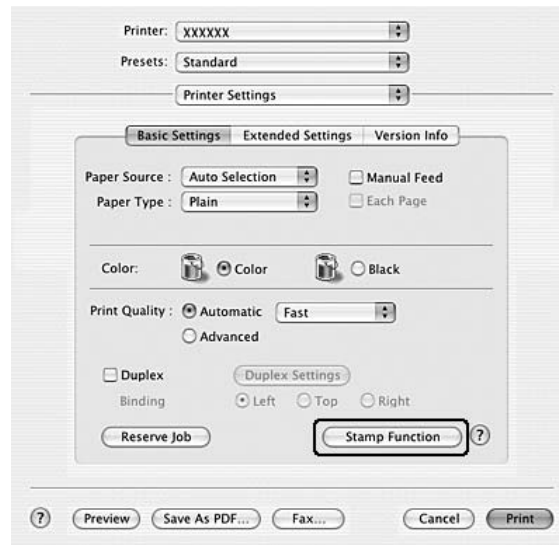 Printer: XXXXXX
Presets: Standard
Printer Settings
Basic Settings Extended Settings Version Info
Paper Source : Auto Selection Manual Feed
Paper Type : Plain Each Page
Color: Color Black
Print Quality : Automatic Fast
Advanced
Duplex Duplex Settings
Binding Left Top Right
Reserve Job Stamp Function ?
? Preview Save As PDF... Fax... Cancel Print